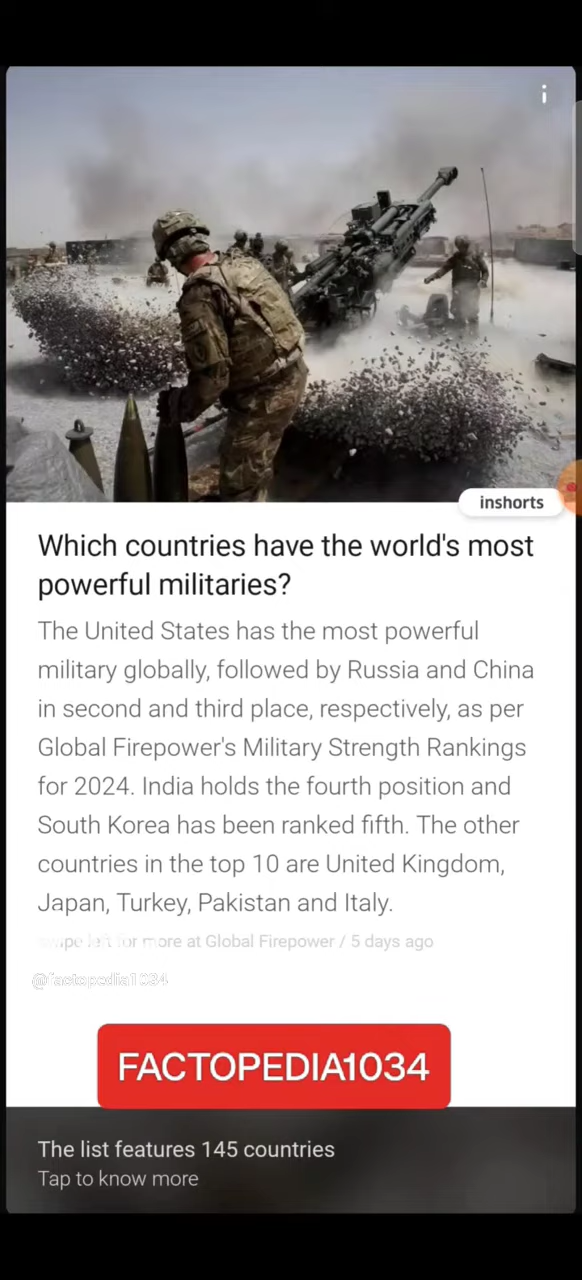 inshorts
Which countries have the world's most
powerful militaries?
The United States has the most powerful
military globally, followed by Russia and China
in second and third place, respectively, as per
Global Firepower's Military Strength Rankings
for 2024. India holds the fourth position and
South Korea has been ranked fifth. The other
countries in the top 10 are United Kingdom,
Japan, Turkey, Pakistan and Italy.
left for more at Global Firepower / 5 days ago
@factopedia1034
FACTOPEDIA1034
The list features 145 countries
Tap to know more